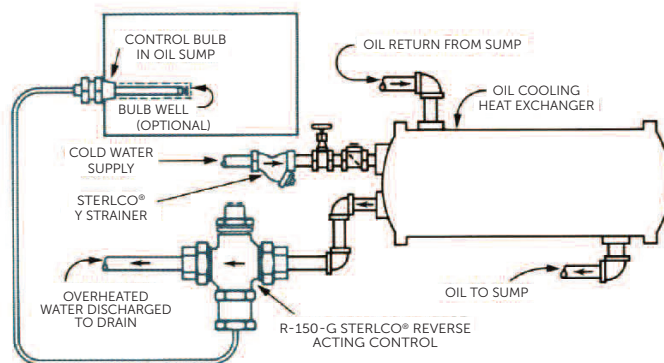 CONTROL BULB
IN OIL SUMP
BULB WELL
(OPTIONAL)
OIL RETURN FROM SUMP
OIL COOLING
HEAT EXCHANGER
COLD WATER
SUPPLY
STERLCO®
Y STRAINER
OVERHEATED
WATER DISCHARGED
TO DRAIN
OIL TO SUMP
R-150-G STERLCO® REVERSE
ACTING CONTROL